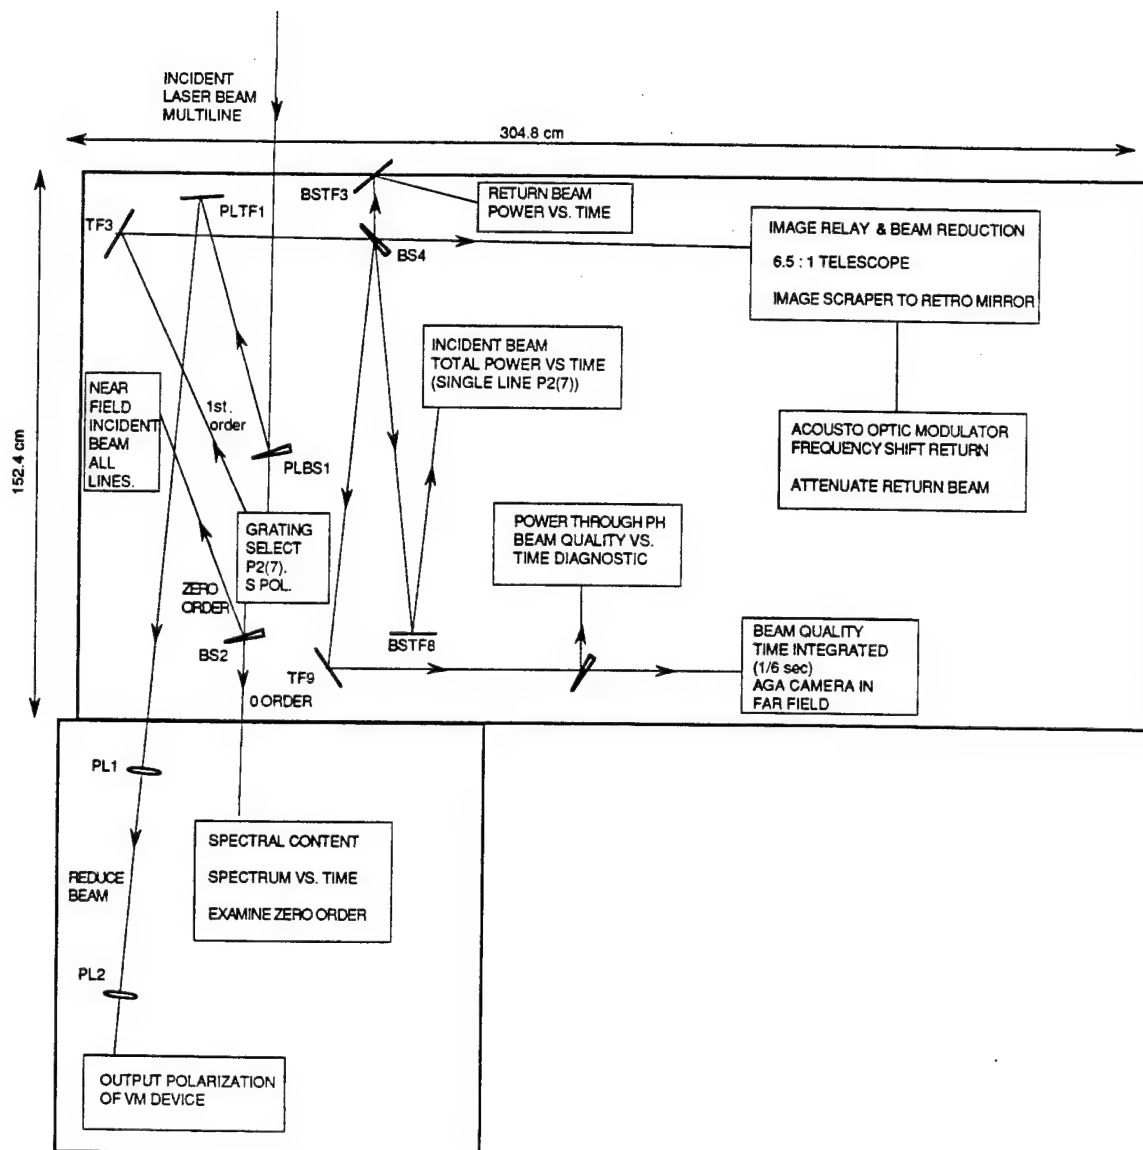 INCIDENT
LASER BEAM
MULTILINE
304.8 cm
152.4 cm
TF3
PLTF1
BSTF3
RETURN BEAM
POWER VS. TIME
BS4
IMAGE RELAY & BEAM REDUCTION
6.5 : 1 TELESCOPE
IMAGE SCRAPER TO RETRO MIRROR
INCIDENT BEAM
TOTAL POWER VS TIME
(SINGLE LINE P2(7))
NEAR
FIELD
INCIDENT
BEAM
ALL
LINES.
1st.
order
PLBS1
ACOUSTO OPTIC MODULATOR
FREQUENCY SHIFT RETURN
ATTENUATE RETURN BEAM
GRATING
SELECT
P2(7).
S POL.
POWER THROUGH PH
BEAM QUALITY VS.
TIME DIAGNOSTIC
ZERO
ORDER
BS2
BSTF8
TF9
0 ORDER
BEAM QUALITY
TIME INTEGRATED
(1/6 sec)
AGA CAMERA IN
FAR FIELD
PL1
REDUCE
BEAM
SPECTRAL CONTENT
SPECTRUM VS. TIME
EXAMINE ZERO ORDER
PL2
OUTPUT POLARIZATION
OF VM DEVICE